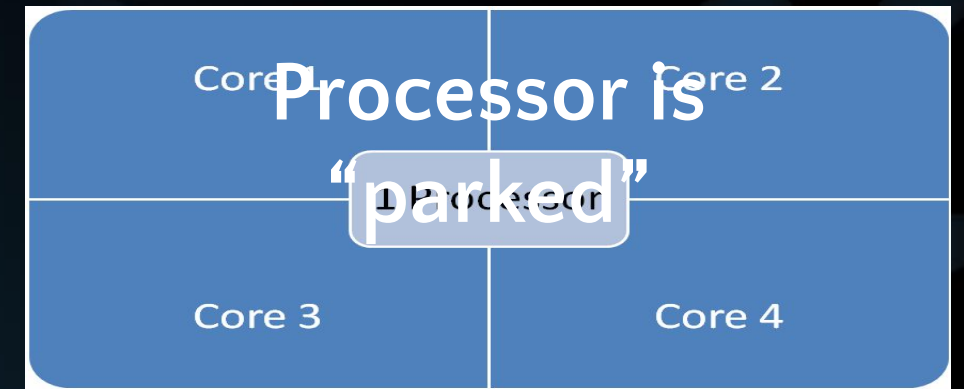 Core 1
Core 2
Processor is
“parked”
1 Processor
Core 3
Core 4